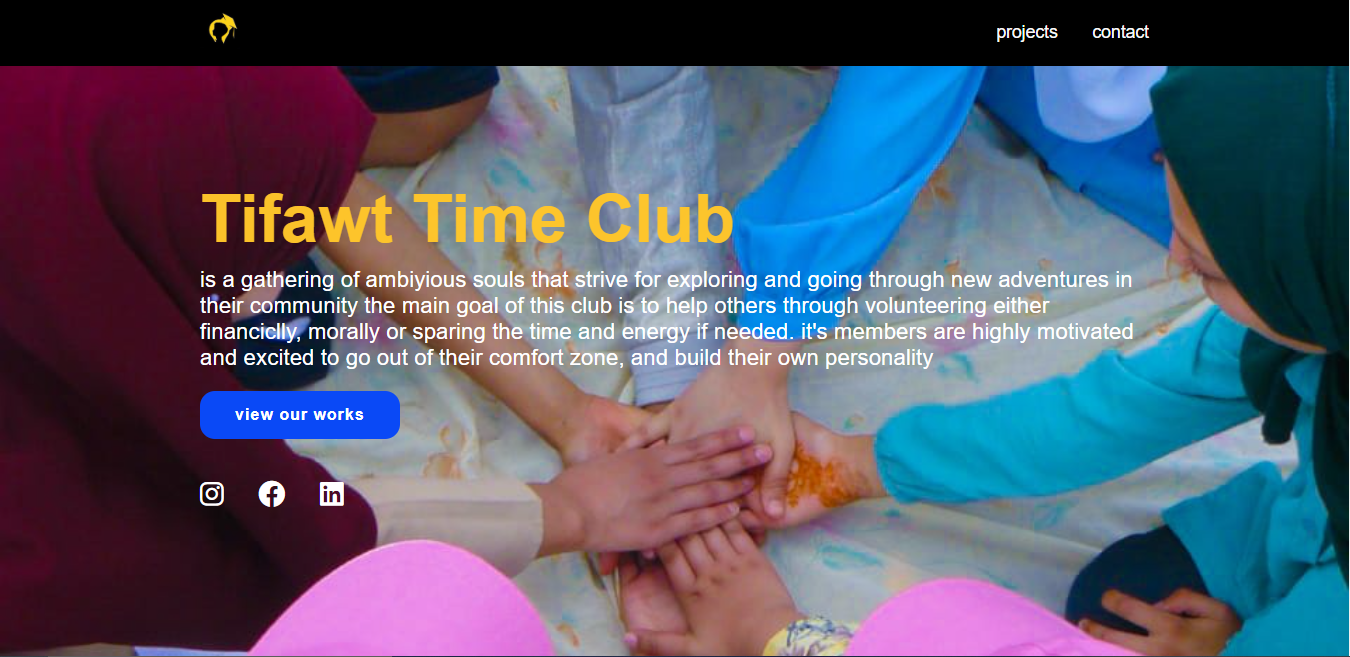 projects contact
Tifawt Time Club
is a gathering of ambiyious souls that strive for exploring and going through new adventures in
their community the main goal of this club is to help others through volunteering either
financiclly, morally or sparing the time and energy if needed. it's members are highly motivated
and excited to go out of their comfort zone, and build their own personality
view our works